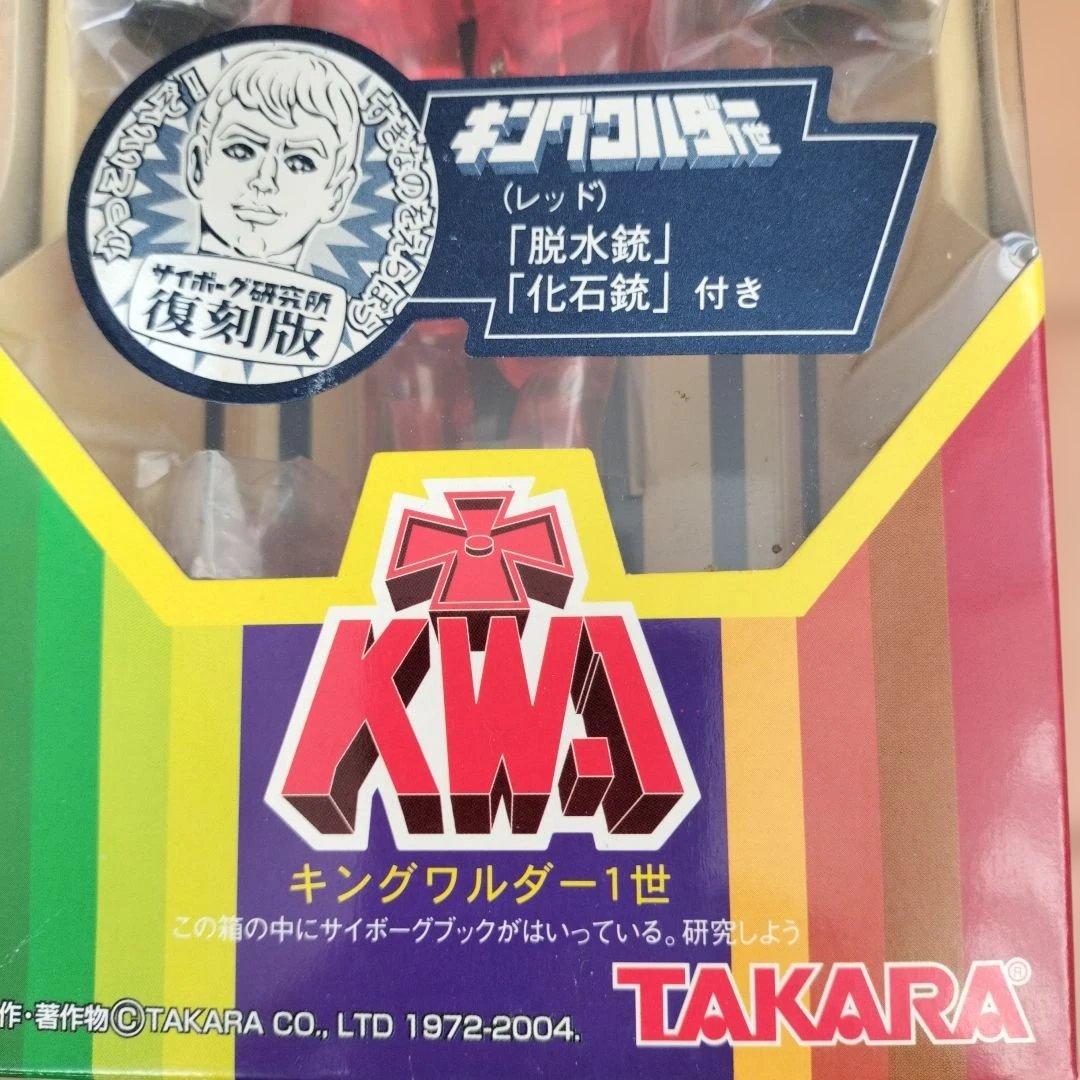 キングワルダー1世
(レッド)
「脱水銃」
「化石銃」付き
サイボーグ研究所
復刻版
KW.1
キングワルダー1世
この箱の中にサイボーグブックがはいっている。研究しよう
TAKARA®
作・著作物©TAKARA CO., LTD 1972-2004.